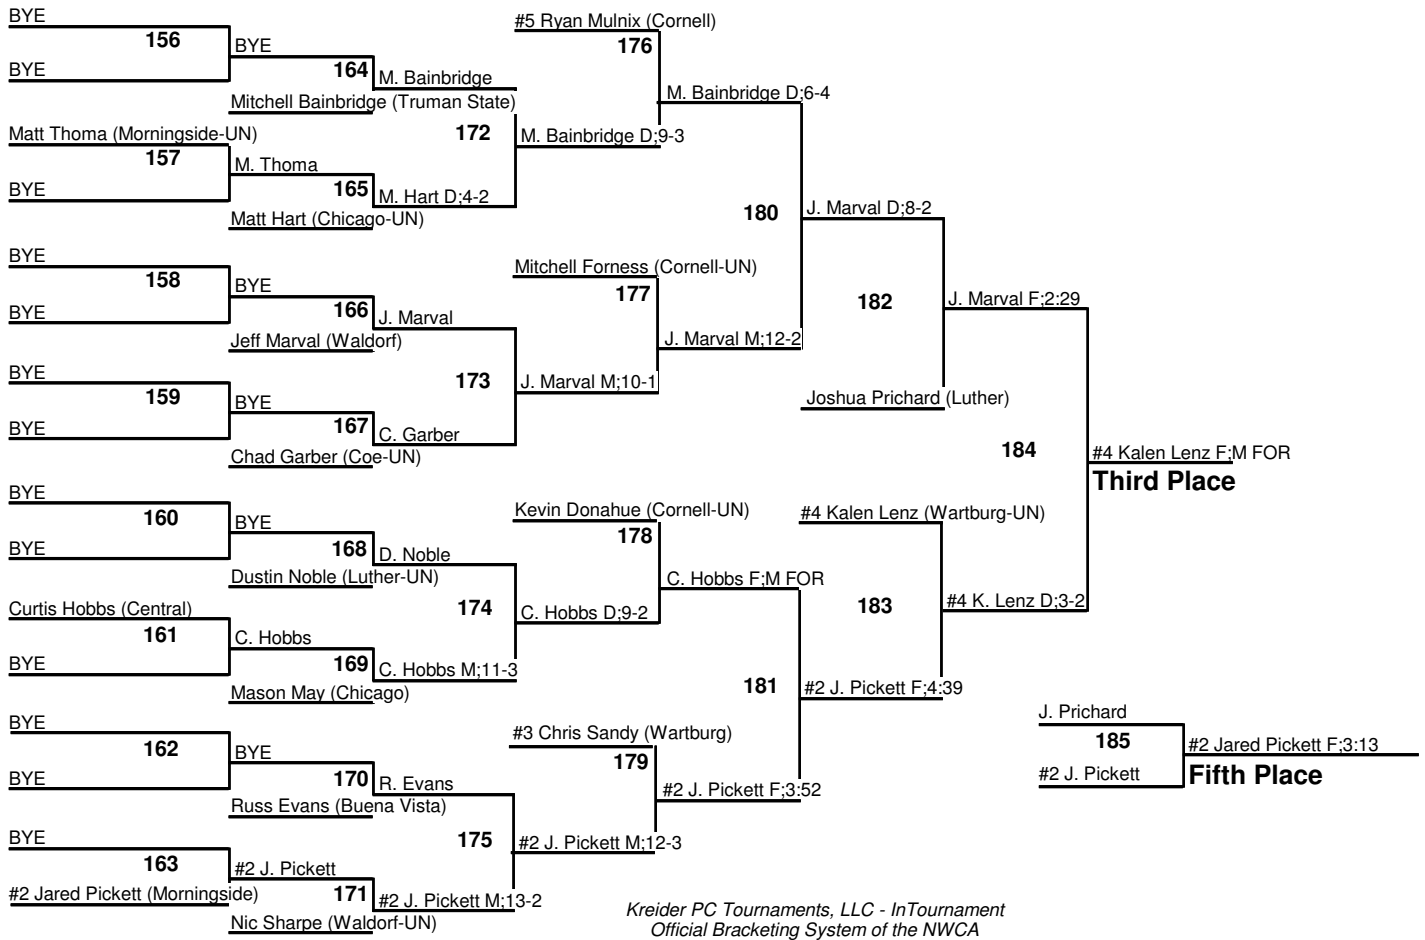 BYE
156
BYE
BYE
164
M. Bainbridge
Mitchell Bainbridge (Truman State)
Matt Thoma (Morningside-UN)
157
BYE
M. Thoma
165
M. Hart D;4-2
Matt Hart (Chicago-UN)
172
M. Bainbridge D;9-3
#5 Ryan Mulnix (Cornell)
176
M. Bainbridge D;6-4
BYE
158
BYE
BYE
166
J. Marval
Jeff Marval (Waldorf)
BYE
159
BYE
BYE
167
C. Garber
Chad Garber (Coe-UN)
173
J. Marval M;10-1
Mitchell Forness (Cornell-UN)
177
J. Marval M;12-2
180
J. Marval D;8-2
182
J. Marval F;2:29
Joshua Prichard (Luther)
BYE
160
BYE
BYE
168
D. Noble
Dustin Noble (Luther-UN)
Curtis Hobbs (Central)
161
BYE
C. Hobbs
169
C. Hobbs M;11-3
Mason May (Chicago)
174
C. Hobbs D;9-2
Kevin Donahue (Cornell-UN)
178
C. Hobbs F;M FOR
BYE
162
BYE
BYE
170
R. Evans
Russ Evans (Buena Vista)
BYE
163
#2 Jared Pickett (Morningside)
#2 J. Pickett
171
#2 J. Pickett M;13-2
Nic Sharpe (Waldorf-UN)
175
#2 J. Pickett M;12-3
#3 Chris Sandy (Wartburg)
179
#2 J. Pickett F;3:52
181
#2 J. Pickett F;4:39
#4 Kalen Lenz (Wartburg-UN)
183
#4 K. Lenz D;3-2
184
#4 Kalen Lenz F;M FOR
Third Place
J. Prichard
185
#2 J. Pickett
#2 Jared Pickett F;3:13
Fifth Place
Kreider PC Tournaments, LLC - InTournament
Official Bracketing System of the NWCA